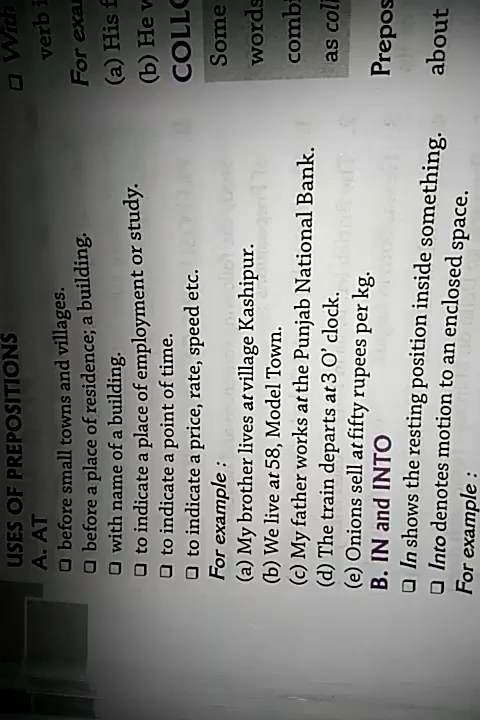 USES OF PREPOSITIONS
A. AT
□ before small towns and villages.
□ before a place of residence; a building.
□ with name of a building.
□ to indicate a place of employment or study.
□ to indicate a point of time.
□ to indicate a price, rate, speed etc.
For example :
(a) My brother lives at village Kashipur.
(b) We live at 58, Model Town.
(c) My father works at the Punjab National Bank.
(d) The train departs at 3 O' clock.
(e) Onions sell at fifty rupees per kg.
B. IN and INTO
□ In shows the resting position inside something.
□ Into denotes motion to an enclosed space.
For example :
□ With
verb
For
(a) His
(b) He
Some
words
as
about